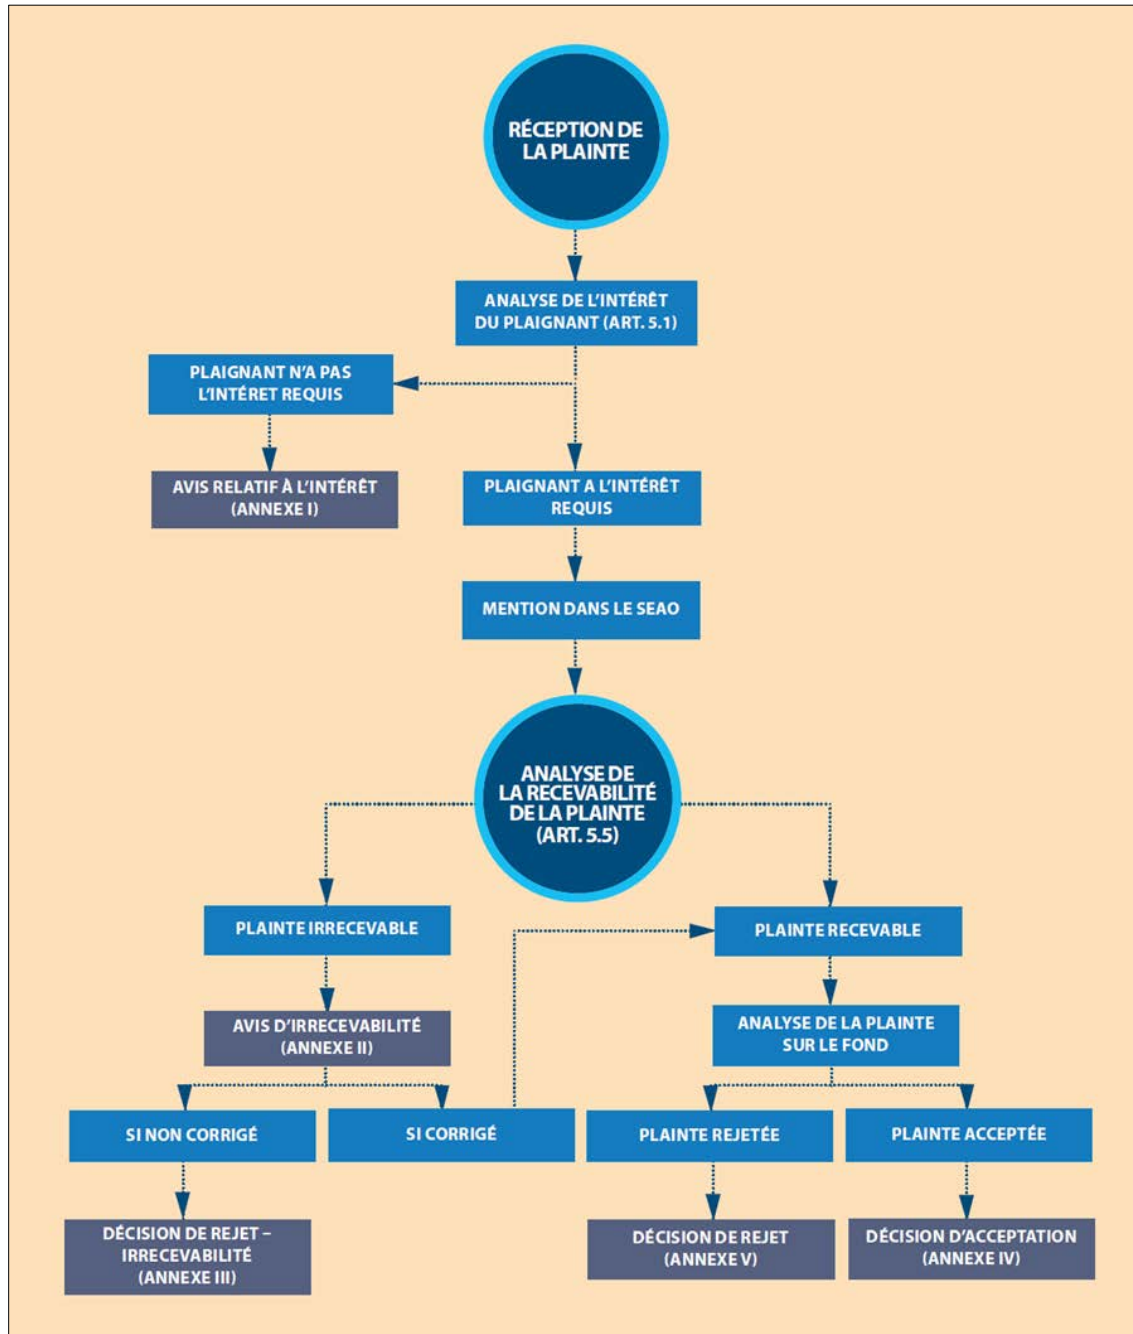 RÉCEPTION DE
LA PLAINTE
ANALYSE DE L'INTÉRÊT
DU PLAIGNANT (ART. 5.1)
PLAIGNANT N'A PAS
L'INTÉRET REQUIS
AVIS RELATIF À L'INTÉRÊT
(ANNEXE I)
PLAIGNANT A L'INTÉRÊT
REQUIS
MENTION DANS LE SEAO
ANALYSE DE
LA RECEVABILITÉ
DE LA PLAINTE
(ART. 5.5)
PLAINTE IRRECEVABLE
PLAINTE RECEVABLE
AVIS D'IRRECEVABILITÉ
(ANNEXE II)
ANALYSE DE LA PLAINTE
SUR LE FOND
SI NON CORRIGÉ
SI CORRIGÉ
PLAINTE REJETÉE
PLAINTE ACCEPTÉE
DÉCISION DE REJET –
IRRECEVABILITÉ
(ANNEXE III)
DÉCISION DE REJET
(ANNEXE V)
DÉCISION D'ACCEPTATION
(ANNEXE IV)